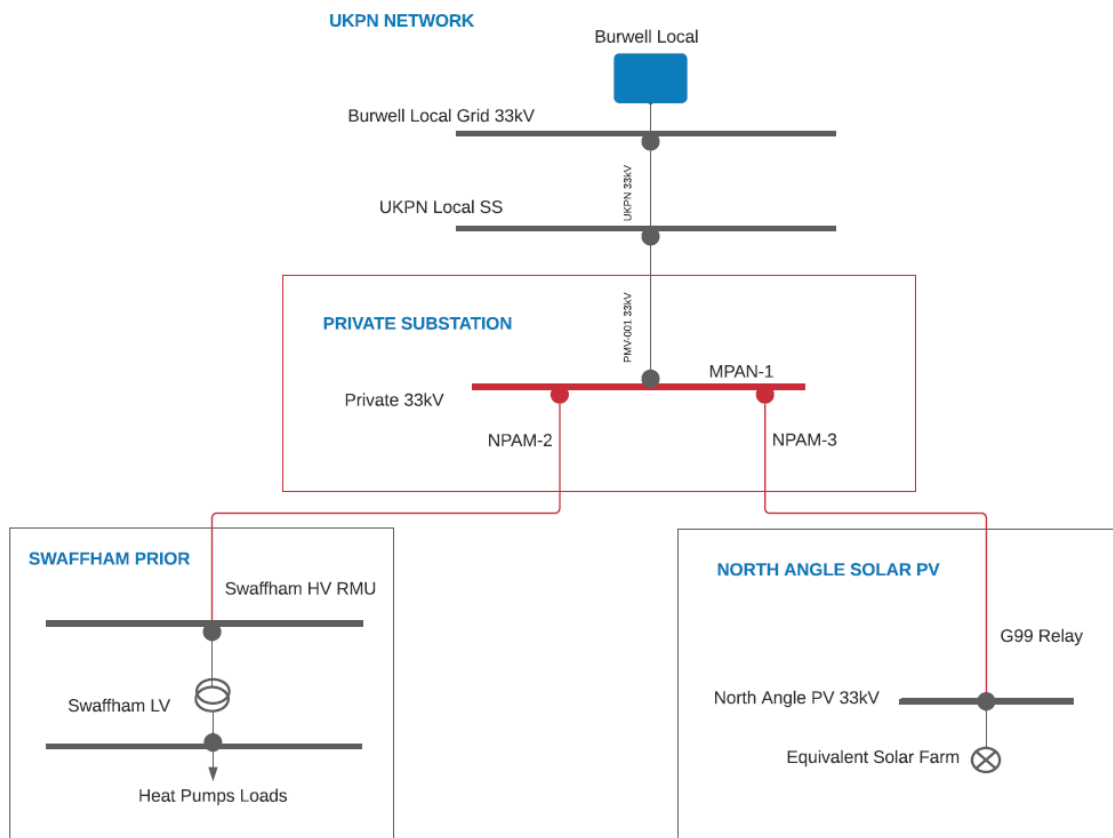 UKPN NETWORK
Burwell Local
Burwell Local Grid 33kV
UKPN 33kV
UKPN Local SS
PRIVATE SUBSTATION
PMV-001 33kV
MPAN-1
Private 33kV
NPAM-2
NPAM-3
SWAFFHAM PRIOR
Swaffham HV RMU
Swaffham LV
Heat Pumps Loads
NORTH ANGLE SOLAR PV
G99 Relay
North Angle PV 33kV
Equivalent Solar Farm